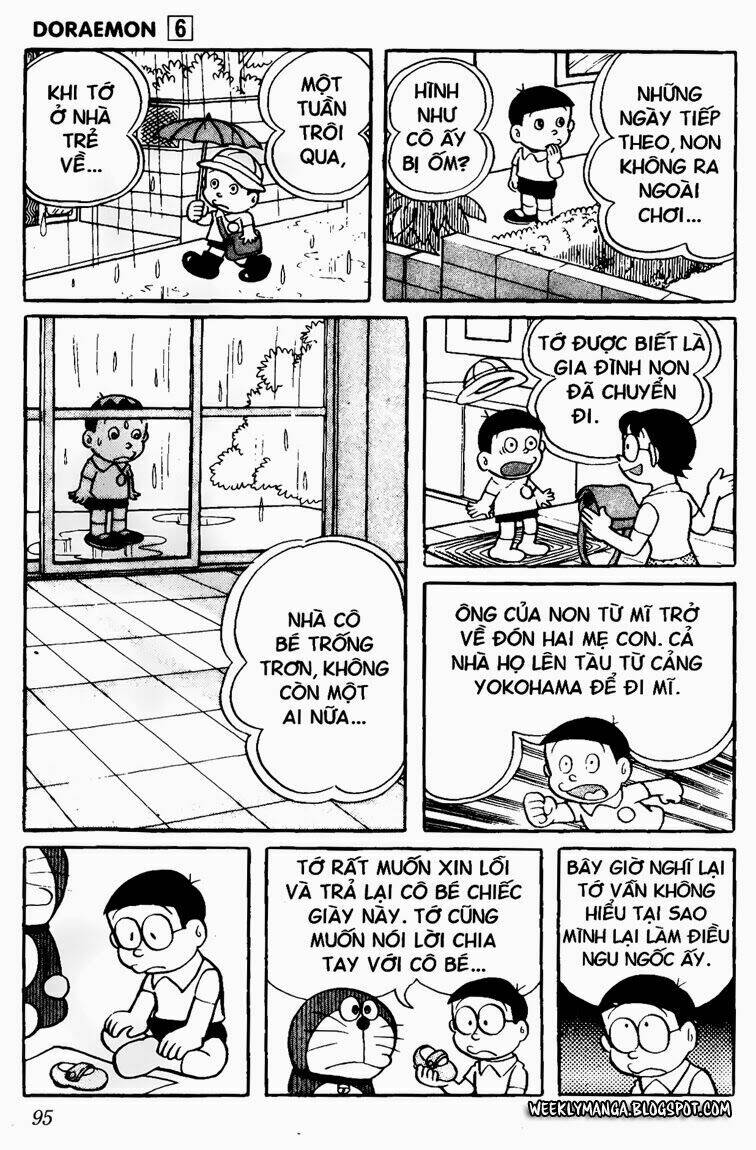 DORAEMON 6
NHỮNG
NGÀY TIẾP
THEO, NON
KHÔNG RA
NGOÀI
CHƠI...
HÌNH
NHƯ
CÔ ẤY
BỊ ỐM?
MỘT
TUẦN
TRÔI
QUA,
KHI TỚ
Ở NHÀ
TRẺ
VỀ...
TỚ ĐƯỢC BIẾT LÀ
GIA ĐÌNH NON
ĐÃ CHUYỂN
ĐI.
NHÀ CÔ
BÉ TRỐNG
TRƠN, KHÔNG
CÒN MỘT
AI NỮA...
ÔNG CỦA NON TỪ MĨ TRỞ
VỀ ĐÓN HAI MẸ CON. CẢ
NHÀ HỌ LÊN TÀU TỪ CẢNG
YOKOHAMA ĐỂ ĐI MĨ.
BÂY GIỜ NGHĨ LẠI
TỚ VẪN KHÔNG
HIỂU TẠI SAO
MÌNH LẠI LÀM ĐIỀU
NGU NGỐC ẤY.
TỚ RẤT MUỐN XIN LỖI
VÀ TRẢ LẠI CÔ BÉ CHIẾC
GIÀY NÀY. TỚ CŨNG
MUỐN NÓI LỜI CHIA
TAY VỚI CÔ BÉ...
95
WEEKLYMANGA.BLOGSPOT.COM